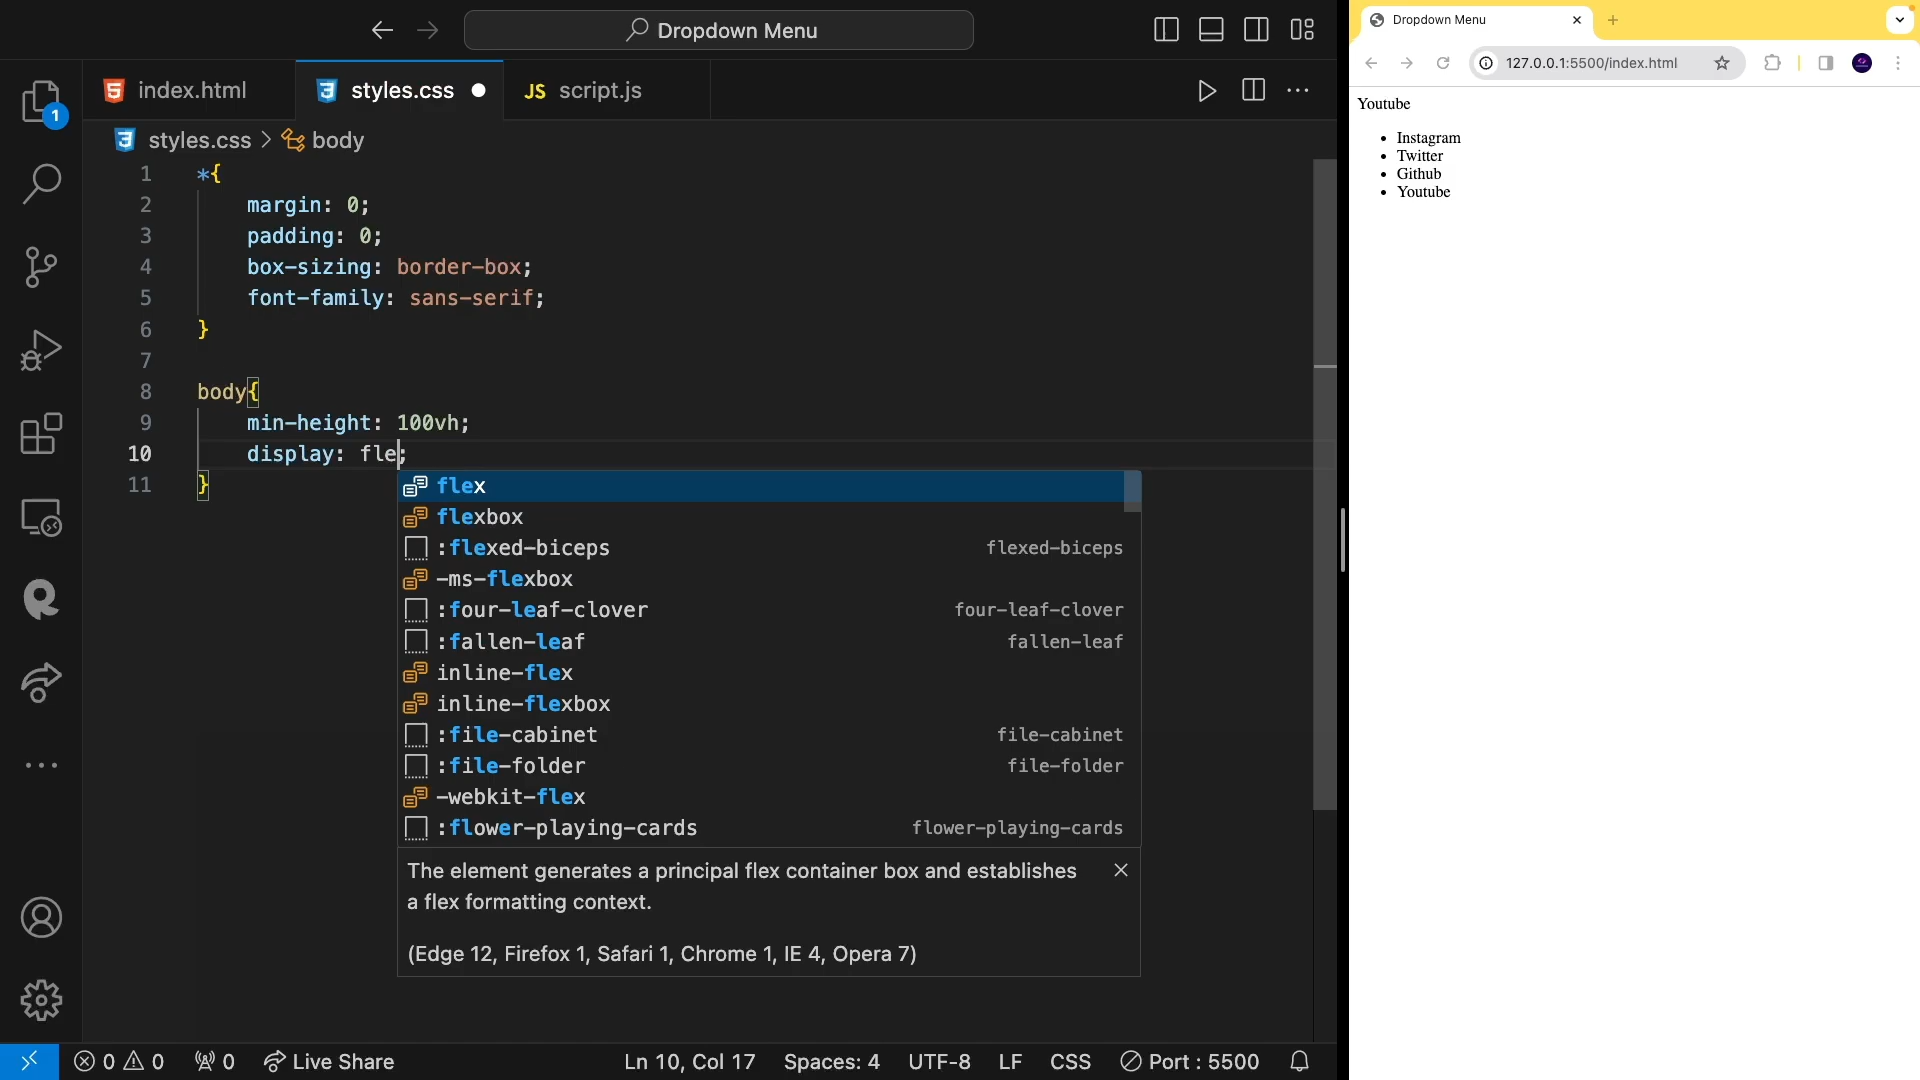 Dropdown Menu
index.html
styles.css
JS script.js
1
styles.css > body
1 *{
2 margin: 0;
3 padding: 0;
4 box-sizing: border-box;
5 font-family: sans-serif;
6 }
7
8 body{
9 min-height: 100vh;
10 display: fle;
11 }
flex
flexbox
:flexed-biceps flexed-biceps
-ms-flexbox
:four-leaf-clover four-leaf-clover
:fallen-leaf fallen-leaf
inline-flex
inline-flexbox
:file-cabinet file-cabinet
:file-folder file-folder
-webkit-flex
:flower-playing-cards flower-playing-cards
The element generates a principal flex container box and establishes
a flex formatting context.
(Edge 12, Firefox 1, Safari 1, Chrome 1, IE 4, Opera 7)
0 0 0 Live Share Ln 10, Col 17 Spaces: 4 UTF-8 LF CSS Port : 5500
Dropdown Menu
127.0.0.1:5500/index.html
Youtube
• Instagram
• Twitter
• Github
• Youtube